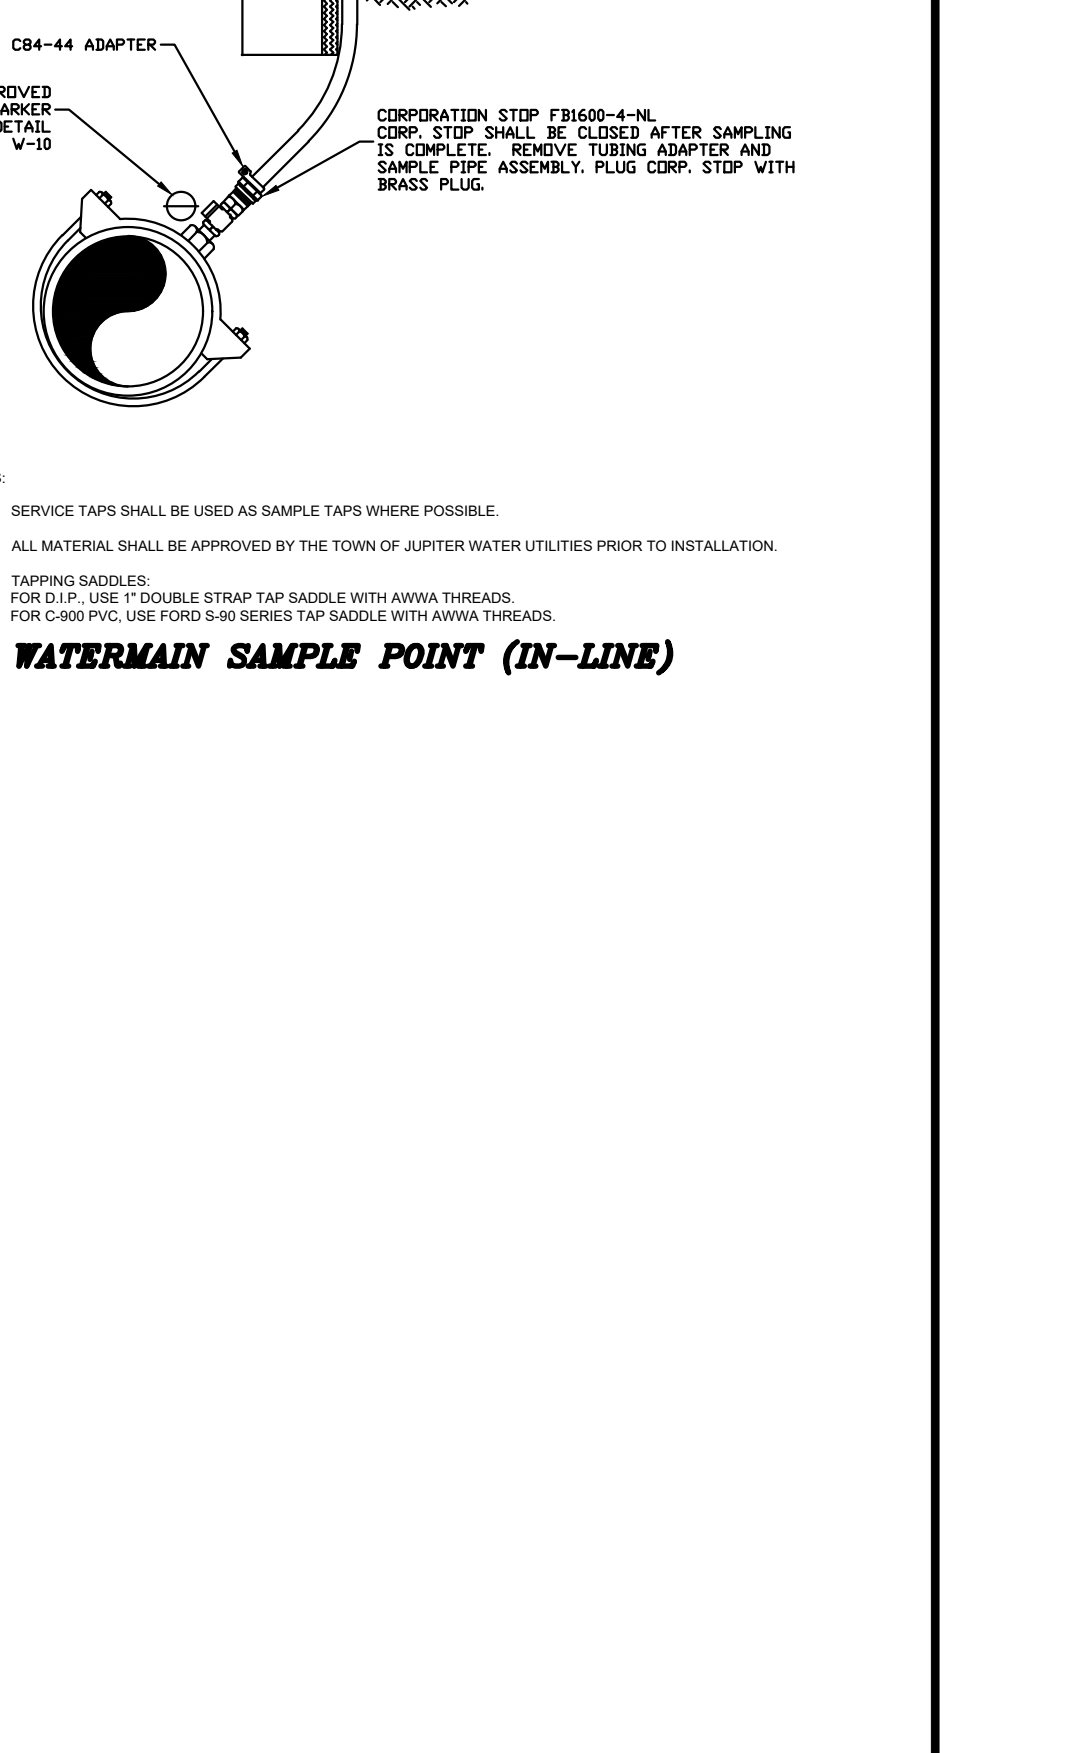 C84-44 ADAPTER
ROVED
ARKER
DETAIL
W-10
CORPORATION STOP FB1600-4-NL
CORP. STOP SHALL BE CLOSED AFTER SAMPLING
IS COMPLETE. REMOVE TUBING ADAPTER AND
SAMPLE PIPE ASSEMBLY. PLUG CORP. STOP WITH
BRASS PLUG.
S:
SERVICE TAPS SHALL BE USED AS SAMPLE TAPS WHERE POSSIBLE.
ALL MATERIAL SHALL BE APPROVED BY THE TOWN OF JUPITER WATER UTILITIES PRIOR TO INSTALLATION.
TAPPING SADDLES:
FOR D.I.P., USE 1" DOUBLE STRAP TAP SADDLE WITH AWWA THREADS.
FOR C-900 PVC, USE FORD S-90 SERIES TAP SADDLE WITH AWWA THREADS.
WATERMAIN SAMPLE POINT (IN-LINE)